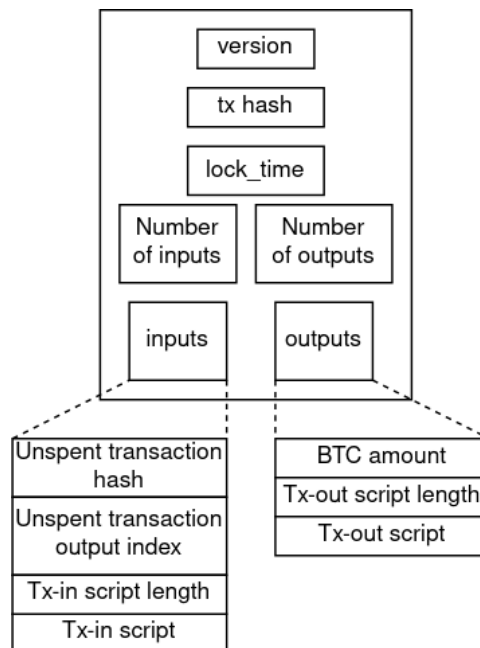 version
tx hash
lock_time
Number
of inputs
Number
of outputs
inputs
outputs
Unspent transaction
hash
Unspent transaction
output index
Tx-in script length
Tx-in script
BTC amount
Tx-out script length
Tx-out script